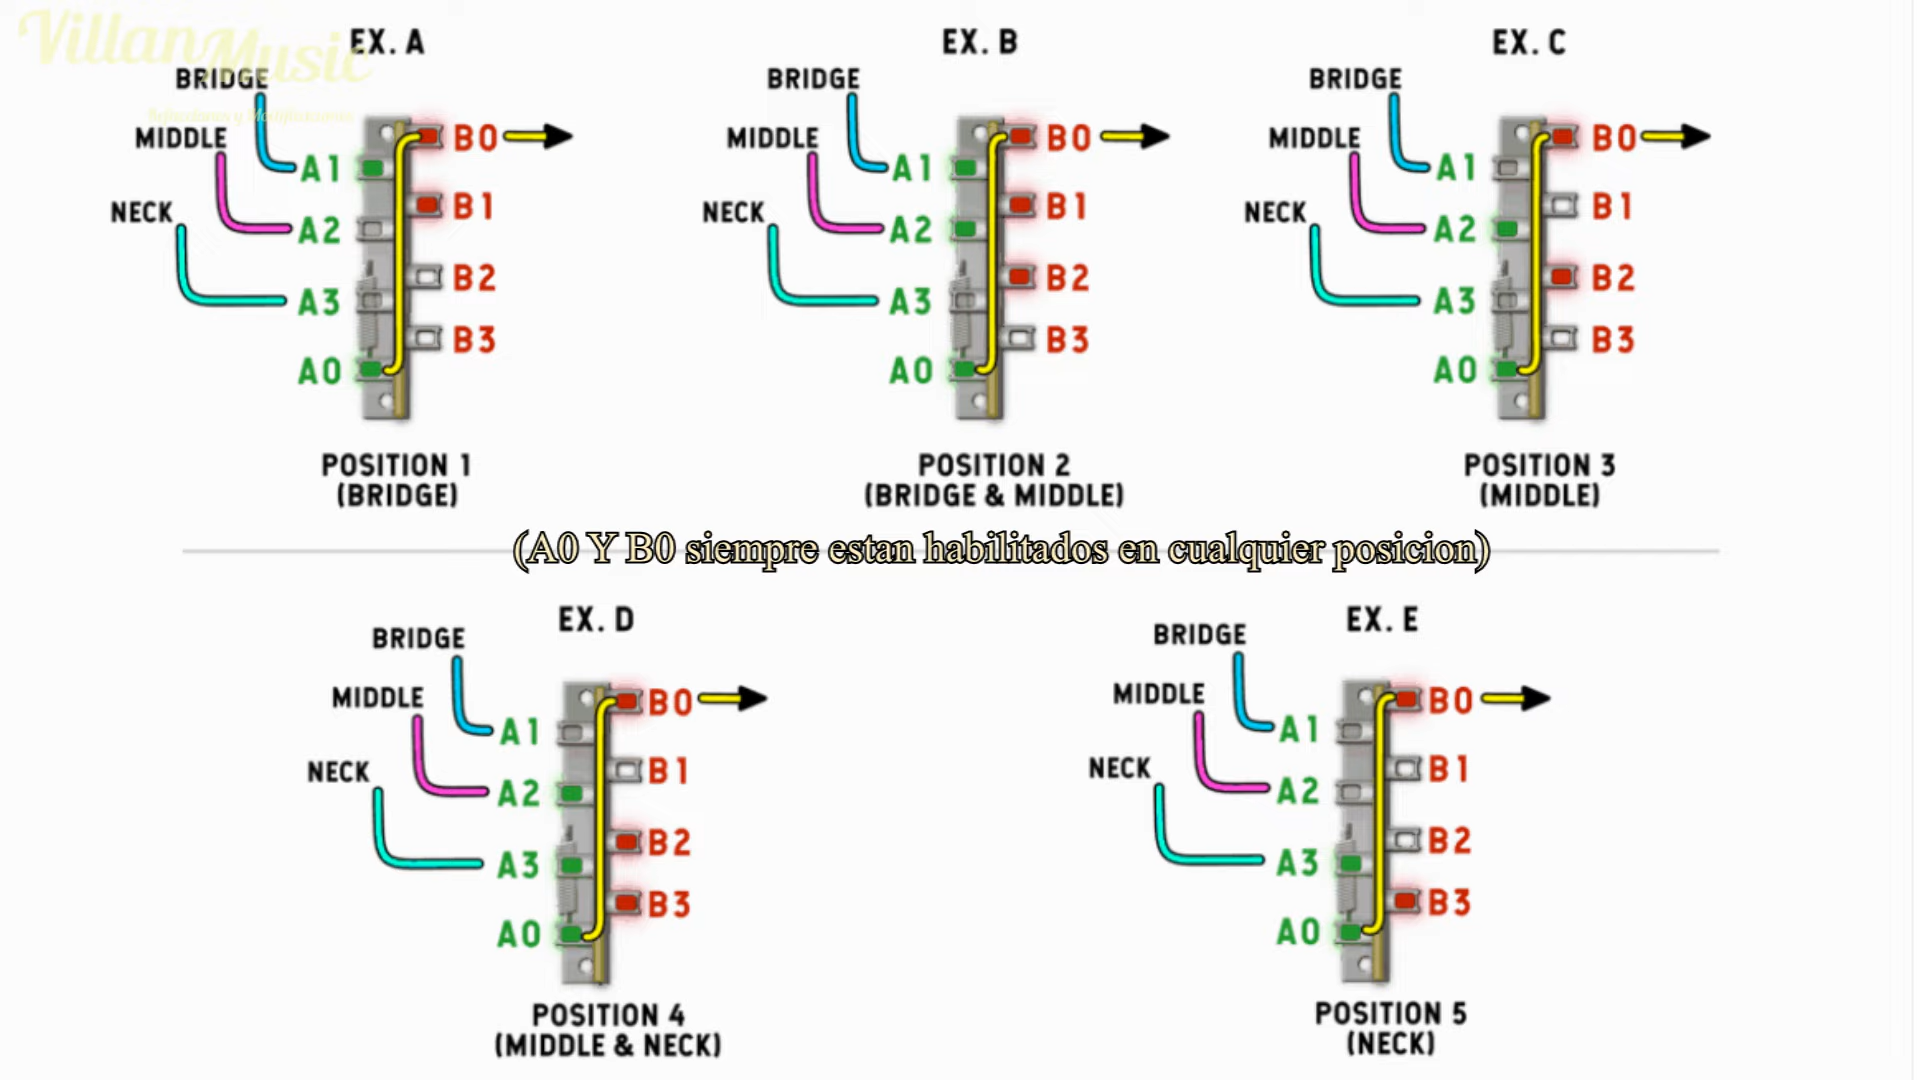 Villan Music
Refacciones y Modificaciones
EX. A
BRIDGE
MIDDLE
NECK
A1
A2
A3
A0
B0
B1
B2
B3
POSITION 1
(BRIDGE)
EX. B
BRIDGE
MIDDLE
NECK
A1
A2
A3
A0
B0
B1
B2
B3
POSITION 2
(BRIDGE & MIDDLE)
EX. C
BRIDGE
MIDDLE
NECK
A1
A2
A3
A0
B0
B1
B2
B3
POSITION 3
(MIDDLE)
(A0 Y B0 siempre estan habilitados en cualquier posicion)
EX. D
BRIDGE
MIDDLE
NECK
A1
A2
A3
A0
B0
B1
B2
B3
POSITION 4
(MIDDLE & NECK)
EX. E
BRIDGE
MIDDLE
NECK
A1
A2
A3
A0
B0
B1
B2
B3
POSITION 5
(NECK)